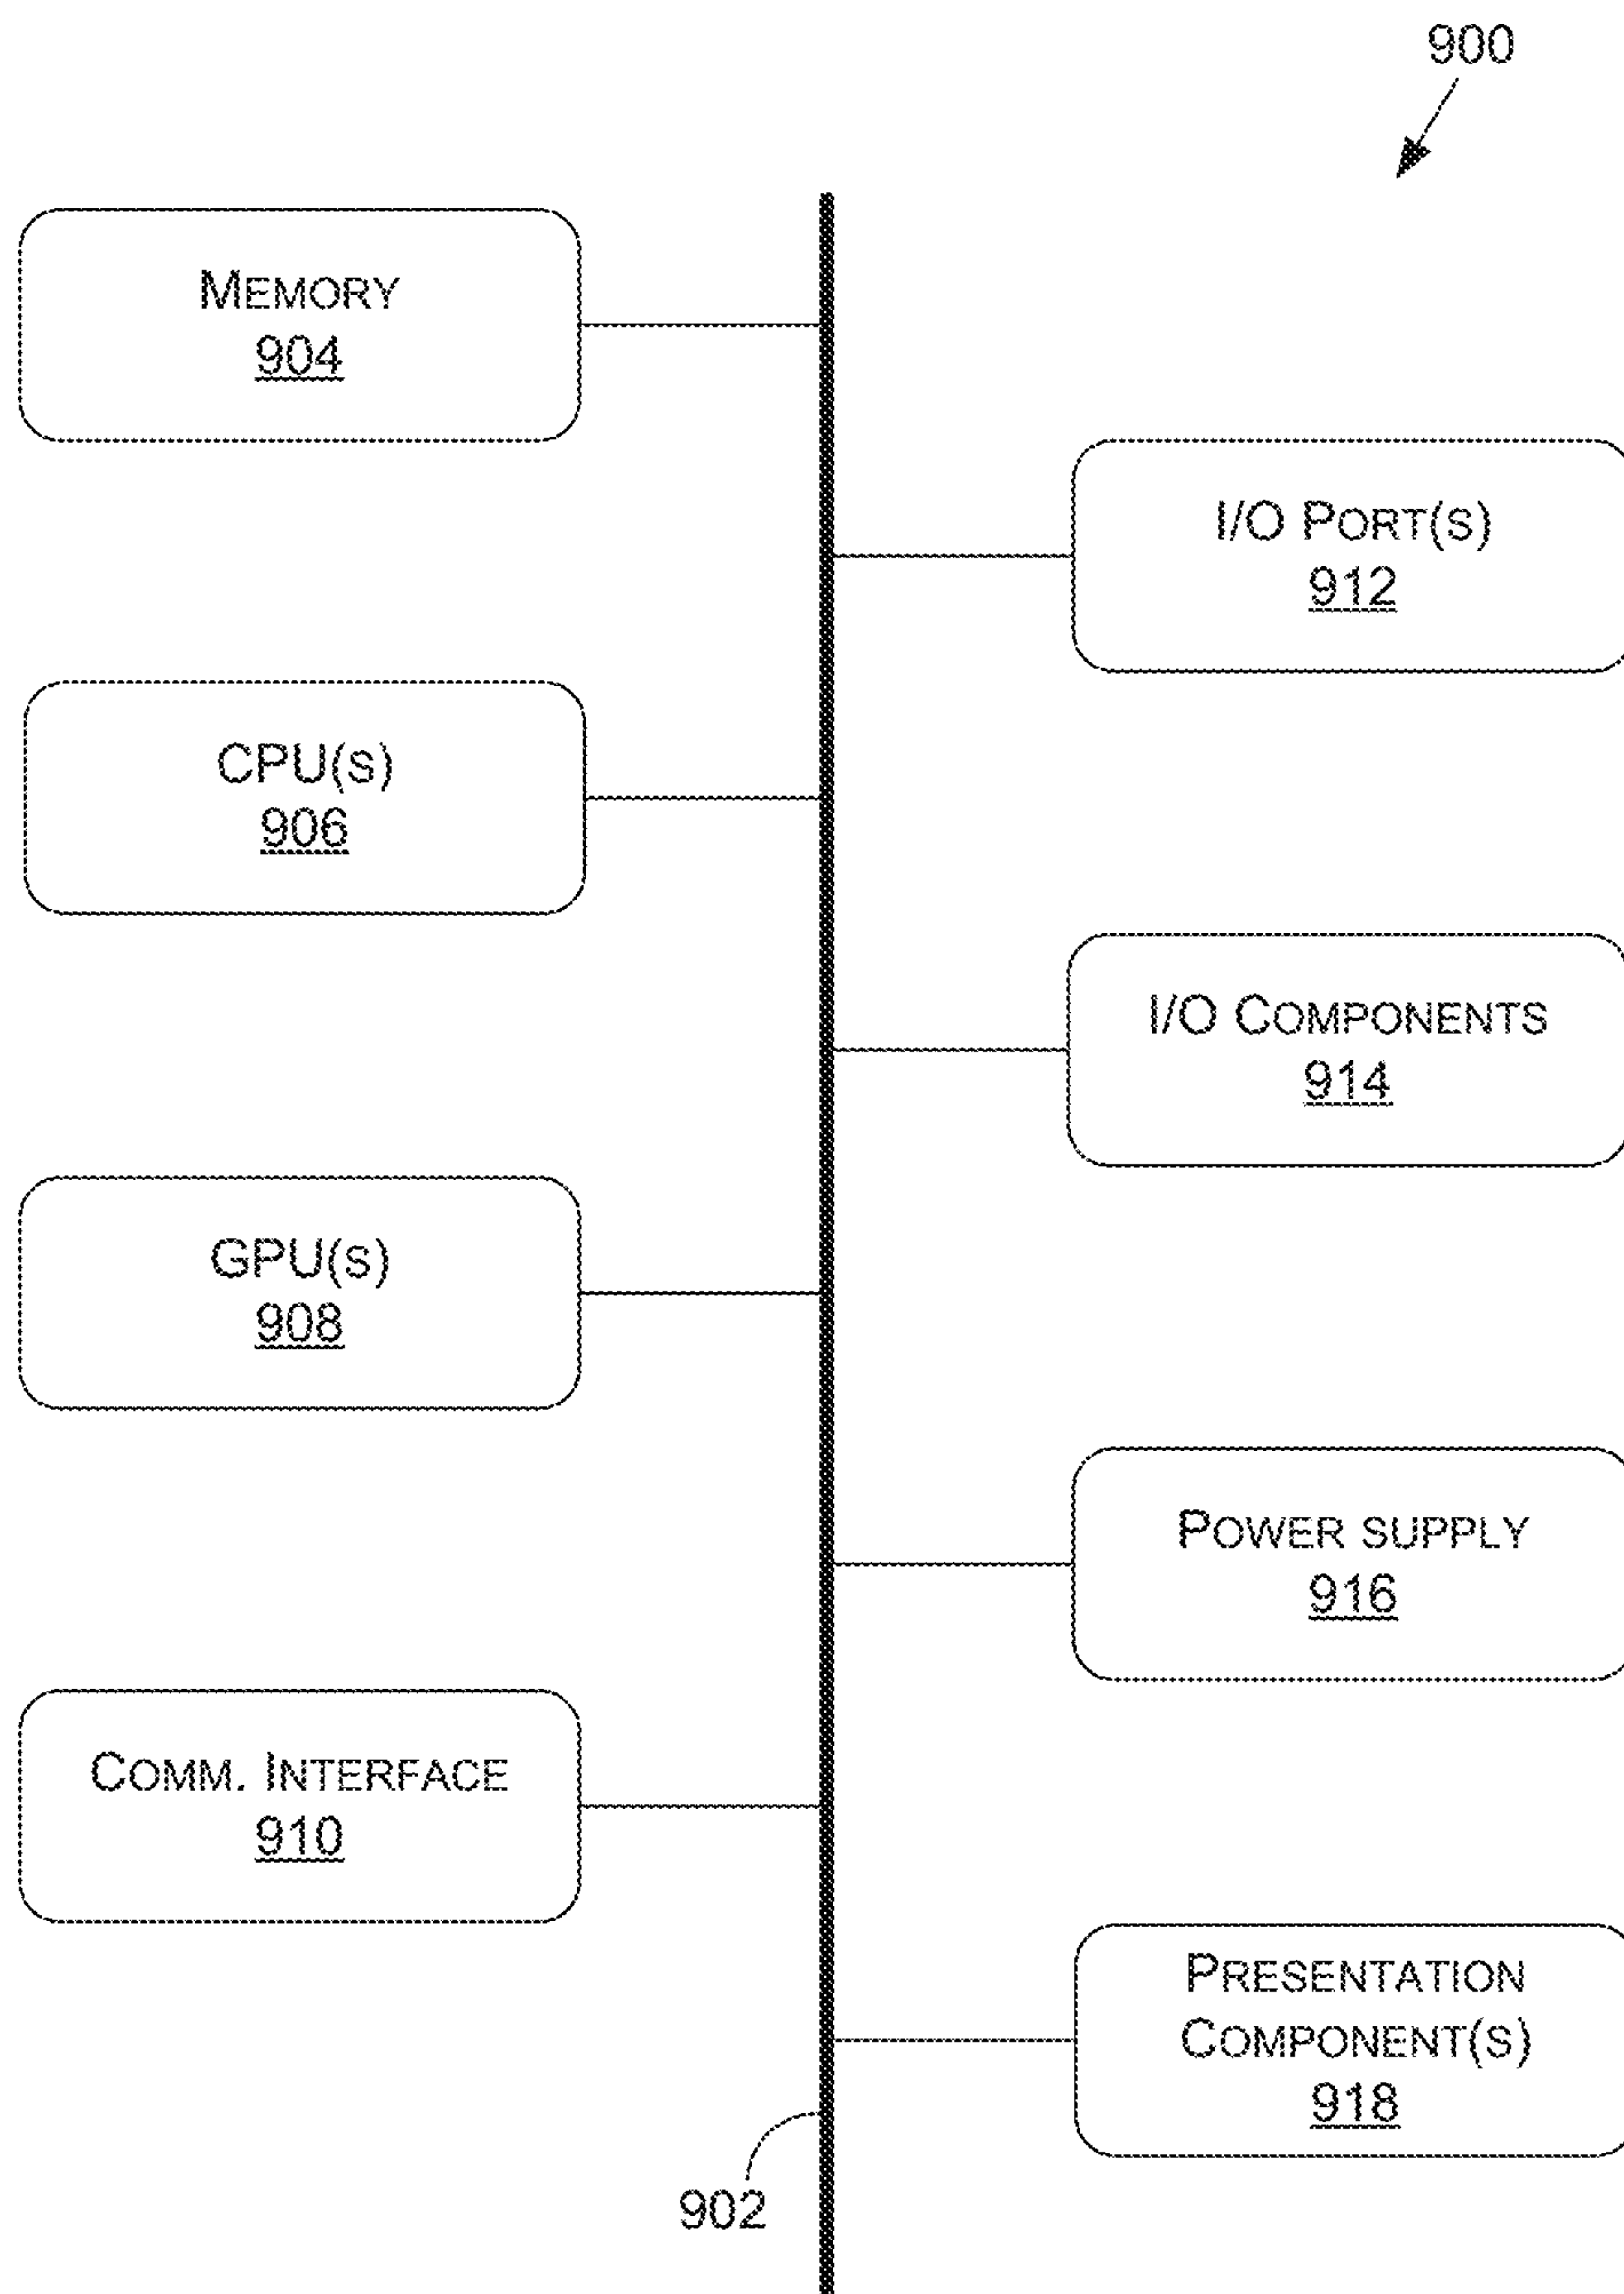 900
MEMORY
904
I/O PORT(S)
912
CPU(S)
906
I/O COMPONENTS
914
GPU(S)
908
POWER SUPPLY
916
COMM. INTERFACE
910
PRESENTATION
COMPONENT(S)
918
902